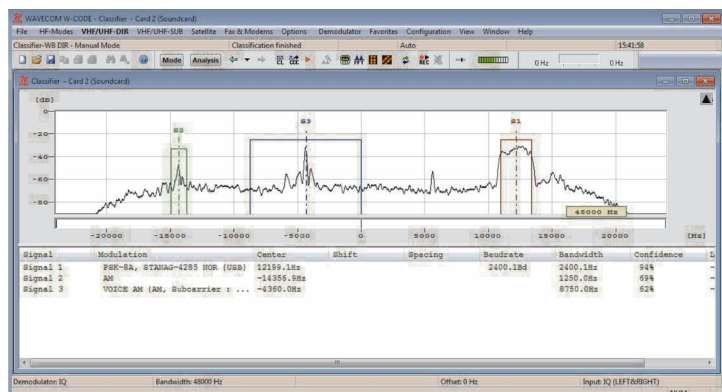 WAVECOM W-CODE - Classifier - Card 2 (Soundcard)
File HF-Modes VHF/UHF-DIR VHF/UHF-SUB Satellite Fax & Modems Options Demodulator Favorites Configuration View Window Help
Classifier-WB DIR - Manual Mode Classification finished Auto 15:41:58
Mode Analysis 0 Hz 0 Hz
Classifier - Card 2 (Soundcard)
[dB]
0
S2 S3 S1
-20
-40
-60
-80
48000 Hz
-20000 -15000 -10000 -5000 0 5000 10000 15000 20000 [Hz]
Signal Modulation Center Shift Spacing Baudrate Bandwidth Confidence L
Signal 1 PSK-8A, STANAG-4285 NOR (USB) 12199.1Hz 2400.1Bd 2400.1Hz 94% -
Signal 2 AM -14356.9Hz 1250.0Hz 69% -
Signal 3 VOICE AM (AM, Subcarrier : ... -4360.0Hz 8750.0Hz 62% -
Demodulator: IQ Bandwidth: 48000 Hz Offset: 0 Hz Input: IQ (LEFT&RIGHT)